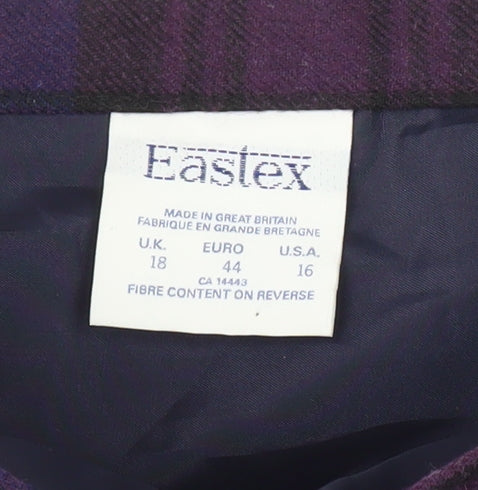 Eastex
MADE IN GREAT BRITAIN
FABRIQUE EN GRANDE BRETAGNE
U.K. EURO U.S.A.
18 44 16
CA 14443
FIBRE CONTENT ON REVERSE